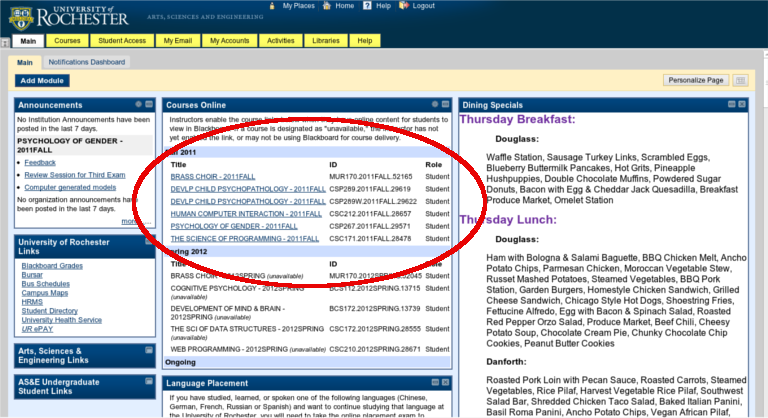 UNIVERSITY of
ROCHESTER
ARTS, SCIENCES AND ENGINEERING
My Places Home ? Help Logout
Main Courses Student Access My Email My Accounts Activities Libraries Help
Main Notifications Dashboard
Add Module
Personalize Page
Announcements
No Institution Announcements have been
posted in the last 7 days.
PSYCHOLOGY OF GENDER -
2011FALL
Feedback
Review Session for Third Exam
Computer generated models
No organization announcements have
been posted in the last 7 days.
University of Rochester
Links
Blackboard Grades
Bursar
Bus Schedules
Campus Maps
HRMS
Student Directory
University Health Service
UR ePAY
Arts, Sciences &
Engineering Links
AS&E Undergraduate
Student Links
Courses Online
Instructors enable the course online content for students to
view in Blackboard. If a course is designated as "unavailable," the instructor has not
yet enabled the link, or may not be using Blackboard for course delivery.
2011
Title ID Role
BRASS CHOIR - 2011FALL MUR170.2011FALL.52165 Student
DEVLP CHILD PSYCHOPATHOLOGY - 2011FALL CSP289.2011FALL.29619 Student
DEVLP CHILD PSYCHOPATHOLOGY - 2011FALL CSP289W.2011FALL.29622 Student
HUMAN COMPUTER INTERACTION - 2011FALL CSC212.2011FALL.28657 Student
PSYCHOLOGY OF GENDER - 2011FALL CSP267.2011FALL.29571 Student
THE SCIENCE OF PROGRAMMING - 2011FALL CSC171.2011FALL.28478 Student
Spring 2012
Title ID Role
BRASS CHOIR - 2012SPRING (unavailable) MUR170.2012SPRING.52045 Student
COGNITIVE PSYCHOLOGY - 2012SPRING BCS112.2012SPRING.13715 Student
(unavailable)
DEVELOPMENT OF MIND & BRAIN - BCS172.2012SPRING.13739 Student
2012SPRING (unavailable)
THE SCI OF DATA STRUCTURES - 2012SPRING CSC172.2012SPRING.28555 Student
(unavailable)
WEB PROGRAMMING - 2012SPRING (unavailable) CSC210.2012SPRING.28671 Student
Ongoing
Language Placement
If you have studied, learned, or spoken one of the following languages (Chinese,
German, French, Russian or Spanish) and want to continue studying that language at
the University of Rochester, you will need to take the online placement exam to
Dining Specials
Thursday Breakfast:
Douglass:
Waffle Station, Sausage Turkey Links, Scrambled Eggs,
Blueberry Buttermilk Pancakes, Hot Grits, Pineapple
Hushpuppies, Double Chocolate Muffins, Powdered Sugar
Donuts, Bacon with Egg & Cheddar Jack Quesadilla, Breakfast
Produce Market, Omelet Station
Thursday Lunch:
Douglass:
Ham with Bologna & Salami Baguette, BBQ Chicken Melt, Ancho
Potato Chips, Parmesan Chicken, Moroccan Vegetable Stew,
Russet Mashed Potatoes, Steamed Vegetables, BBQ Pork
Station, Garden Burgers, Homestyle Chicken Sandwich, Grilled
Cheese Sandwich, Chicago Style Hot Dogs, Shoestring Fries,
Fettucine Alfredo, Egg with Bacon & Spinach Salad, Roasted
Red Pepper Orzo Salad, Produce Market, Beef Chili, Cheesy
Potato Soup, Chocolate Cream Pie, Chunky Chocolate Chip
Cookies, Peanut Butter Cookies
Danforth:
Roasted Pork Loin with Pecan Sauce, Roasted Carrots, Steamed
Vegetables, Rice Pilaf, Harvest Vegetable Rice Pilaf, Southwest
Salad Bar, Shredded Chicken Taco Salad, Baked Italian Panini,
Basil Roma Panini, Ancho Potato Chips, Vegan African Pilaf,